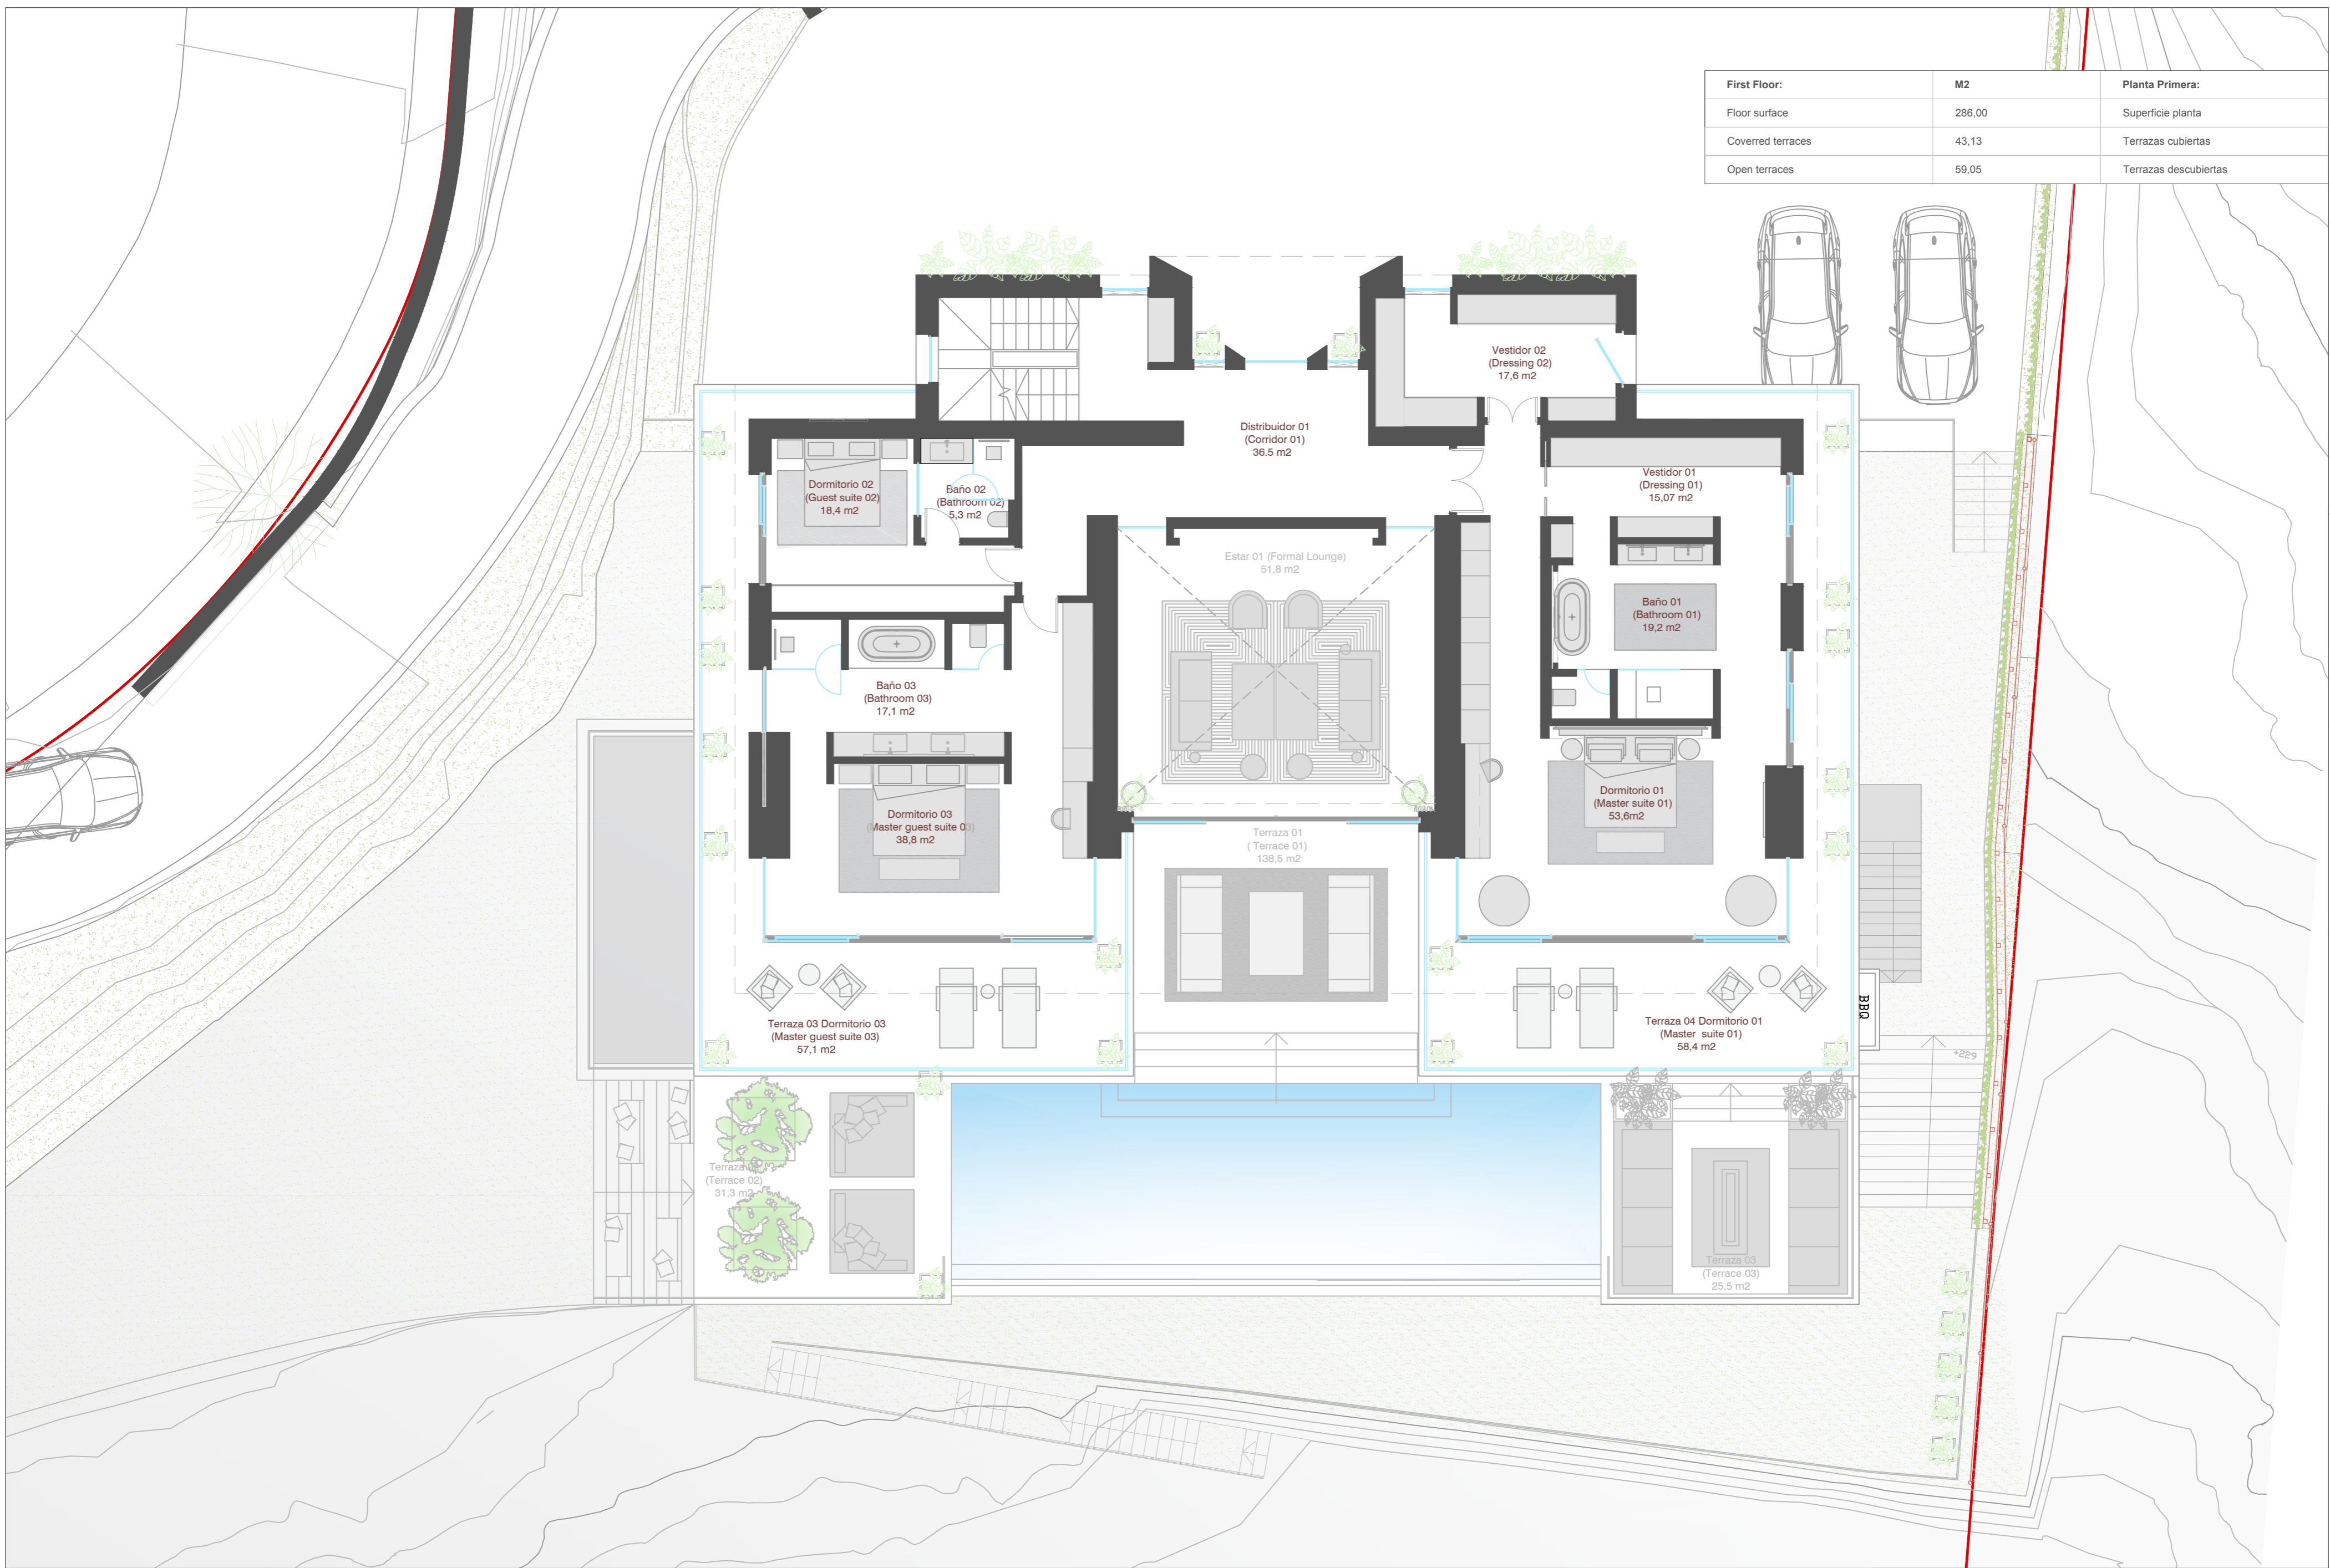 First Floor: M2 Planta Primera:
Floor surface 286,00 Superficie planta
Coverred terraces 43,13 Terrazas cubiertas
Open terraces 59,05 Terrazas descubiertas
Vestidor 02
(Dressing 02)
17,6 m2
Distribuidor 01
(Corridor 01)
36.5 m2
Dormitorio 02
(Guest suite 02)
18,4 m2
Baño 02
(Bathroom 02)
5,3 m2
Vestidor 01
(Dressing 01)
15,07 m2
Estar 01 (Formal Lounge)
51,8 m2
Baño 01
(Bathroom 01)
19,2 m2
Baño 03
(Bathroom 03)
17,1 m2
Dormitorio 03
(Master guest suite 03)
38,8 m2
Dormitorio 01
(Master suite 01)
53,6m2
Terraza 01
( Terrace 01)
138,5 m2
Terraza 03 Dormitorio 03
(Master guest suite 03)
57,1 m2
Terraza 04 Dormitorio 01
(Master suite 01)
58,4 m2
BBQ
+229
Terraza
(Terrace 02)
31,3 m2
Terraza 03
(Terrace 03)
25,5 m2